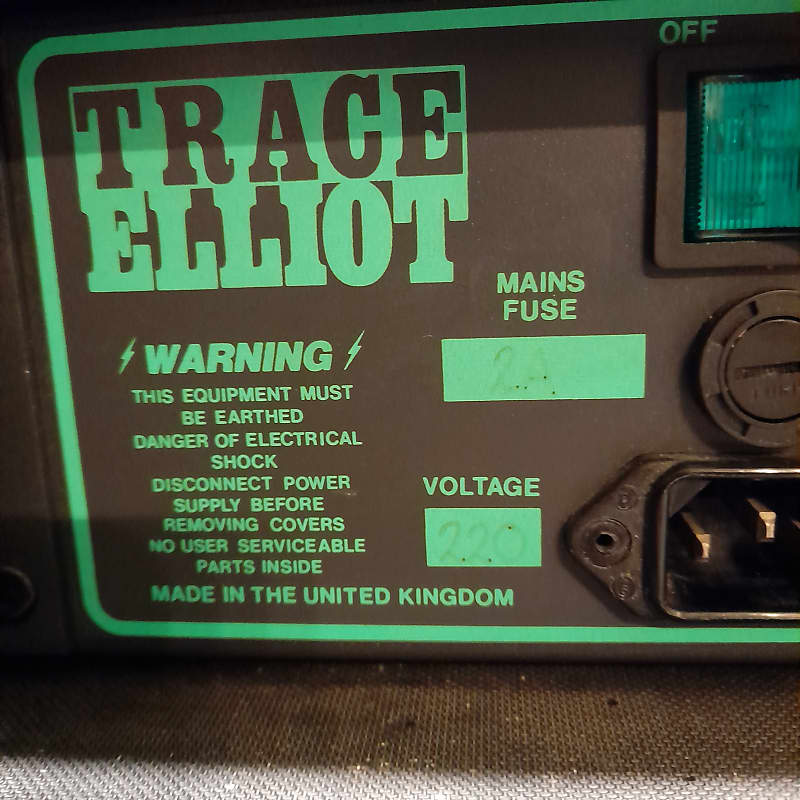 OFF
TRACE
ELLIOT
MAINS
FUSE
2A
WARNING
THIS EQUIPMENT MUST
BE EARTHED
DANGER OF ELECTRICAL
SHOCK
DISCONNECT POWER
SUPPLY BEFORE
REMOVING COVERS
NO USER SERVICEABLE
PARTS INSIDE
VOLTAGE
220
MADE IN THE UNITED KINGDOM